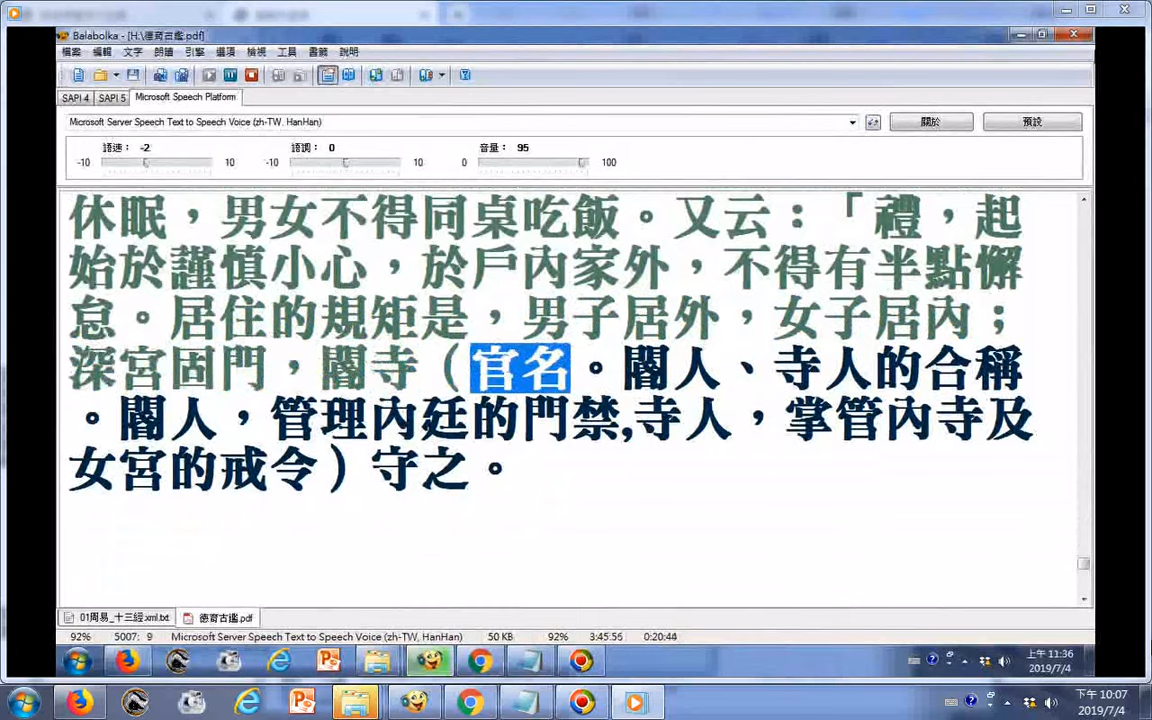 Balabolka - [H:\德育古鑑.pdf]
檔案 編輯 文字 朗讀 引擎 選項 檢視 工具 書籤 說明
SAPI 4 SAPI 5 Microsoft Speech Platform
Microsoft Server Speech Text to Speech Voice (zh-TW, HanHan) 關於 預設
語速： -2 語調： 0 音量： 95
-10 10 -10 10 0 100
休眠，男女不得同桌吃飯。又云：「禮，起
始於謹慎小心，於戶內家外，不得有半點懈
怠。居住的規矩是，男子居外，女子居內；
深宮固門，閽寺（官名。閽人、寺人的合稱
。閽人，管理內廷的門禁,寺人，掌管內寺及
女宮的戒令）守之。
01周易_十三經.xml.txt 德育古鑑.pdf
92% 5007: 9 Microsoft Server Speech Text to Speech Voice (zh-TW, HanHan) 50 KB 92% 3:45:55 0:20:44
上午 11:36
2019/7/4
下午 10:07
2019/7/4